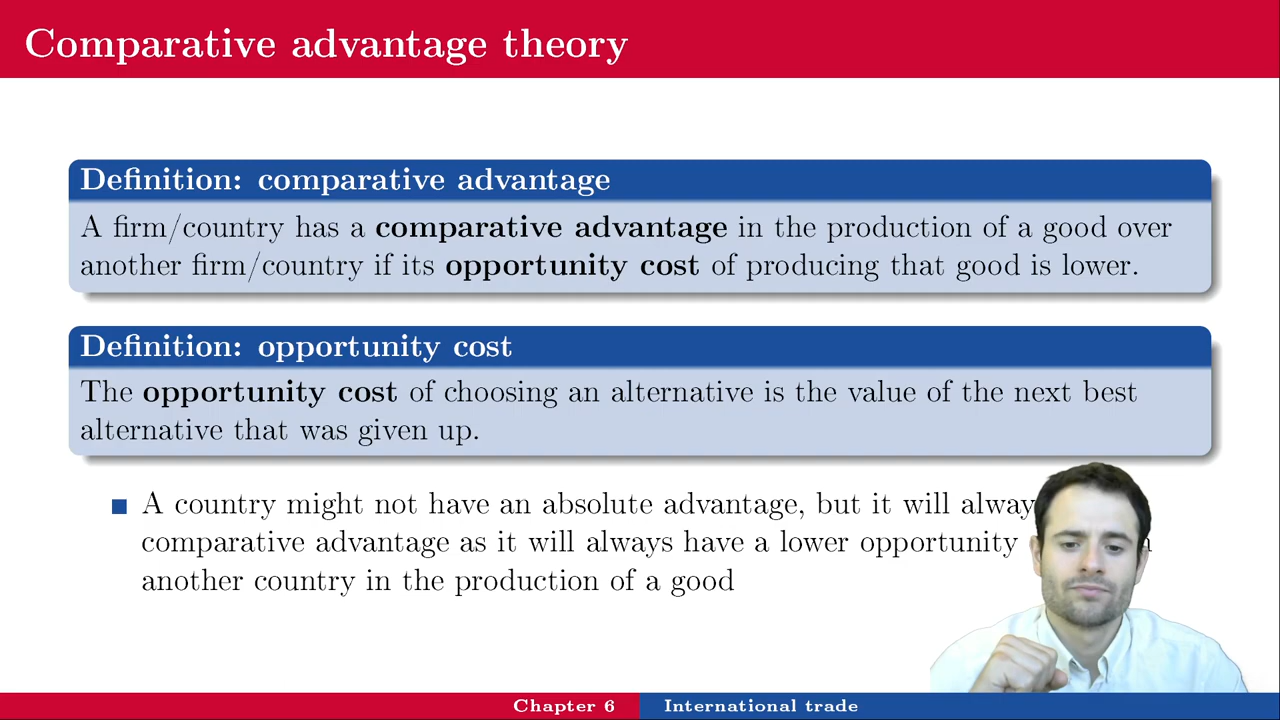 Comparative advantage theory
Definition: comparative advantage
A firm/country has a comparative advantage in the production of a good over
another firm/country if its opportunity cost of producing that good is lower.
Definition: opportunity cost
The opportunity cost of choosing an alternative is the value of the next best
alternative that was given up.
A country might not have an absolute advantage, but it will
comparative advantage as it will always have a lower opportunity
another country in the production of a good
Chapter 6 International trade